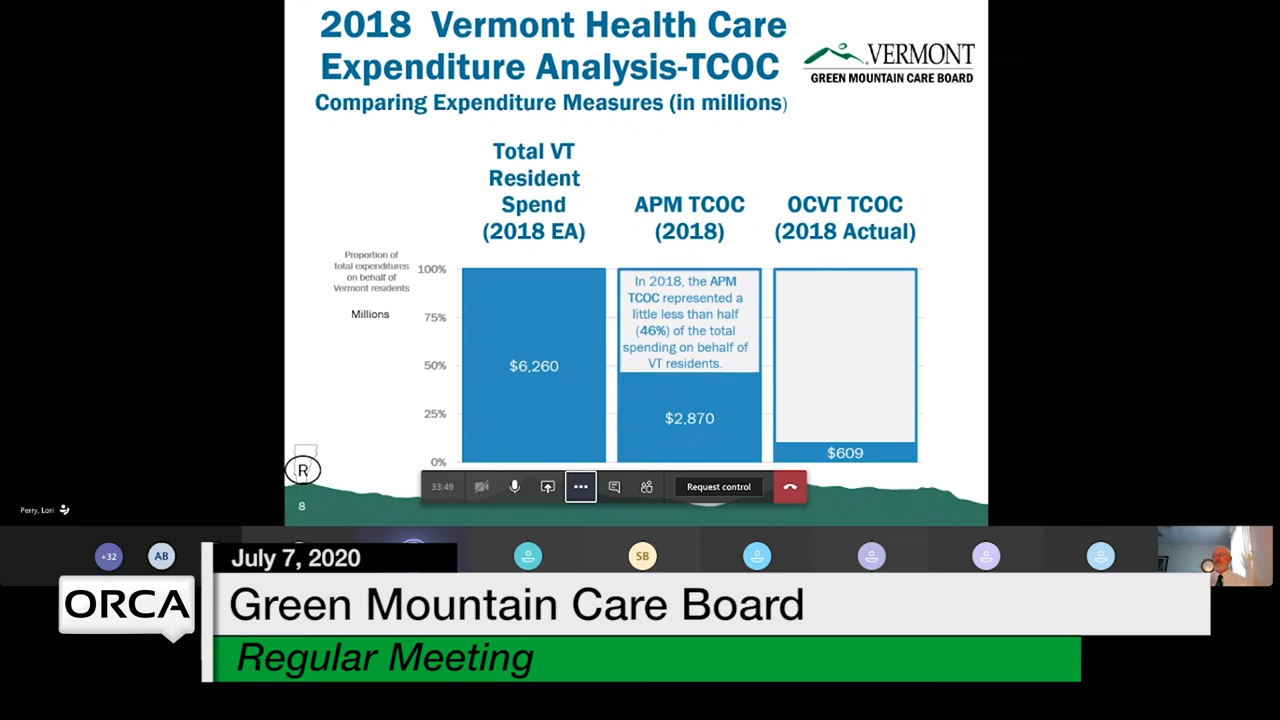 2018 Vermont Health Care
Expenditure Analysis-TCOC
Comparing Expenditure Measures (in millions)
VERMONT
GREEN MOUNTAIN CARE BOARD
Total VT
Resident
Spend
(2018 EA)
APM TCOC
(2018)
OCVT TCOC
(2018 Actual)
Proportion of
total expenditures
on behalf of
Vermont residents
Millions
100%
75%
50%
25%
0%
$6,260
In 2018, the APM
TCOC represented a
little less than half
(46%) of the total
spending on behalf of
VT residents.
$2,870
$609
R
33:49
Request control
8
Perry, Lori
+32
AB
SB
July 7, 2020
ORCA
Green Mountain Care Board
Regular Meeting